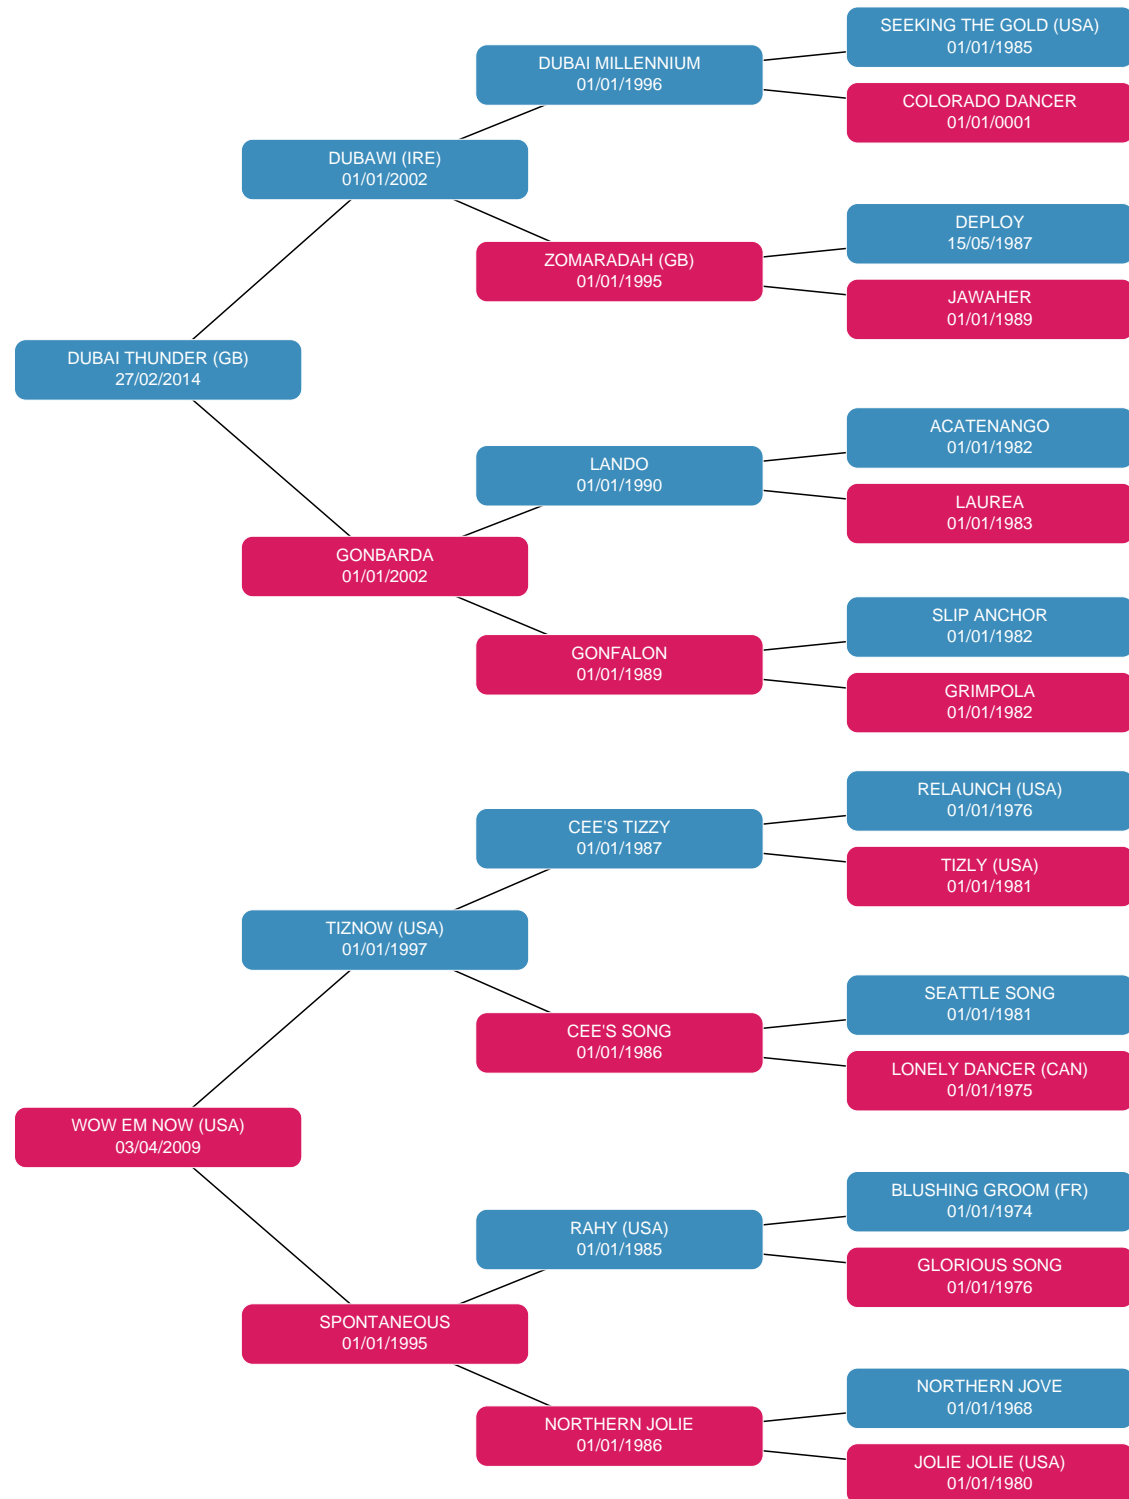 SEEKING THE GOLD (USA)
01/01/1985
DUBAI MILLENNIUM
01/01/1996
COLORADO DANCER
01/01/0001
DUBAWI (IRE)
01/01/2002
DEPLOY
15/05/1987
ZOMARADAH (GB)
01/01/1995
JAWAHER
01/01/1989
DUBAI THUNDER (GB)
27/02/2014
ACATENANGO
01/01/1982
LANDO
01/01/1990
LAUREA
01/01/1983
GONBARDA
01/01/2002
SLIP ANCHOR
01/01/1982
GONFALON
01/01/1989
GRIMPOLA
01/01/1982
RELAUNCH (USA)
01/01/1976
CEE'S TIZZY
01/01/1987
TIZLY (USA)
01/01/1981
TIZNOW (USA)
01/01/1997
SEATTLE SONG
01/01/1981
CEE'S SONG
01/01/1986
LONELY DANCER (CAN)
01/01/1975
WOW EM NOW (USA)
03/04/2009
BLUSHING GROOM (FR)
01/01/1974
RAHY (USA)
01/01/1985
GLORIOUS SONG
01/01/1976
SPONTANEOUS
01/01/1995
NORTHERN JOVE
01/01/1968
NORTHERN JOLIE
01/01/1986
JOLIE JOLIE (USA)
01/01/1980